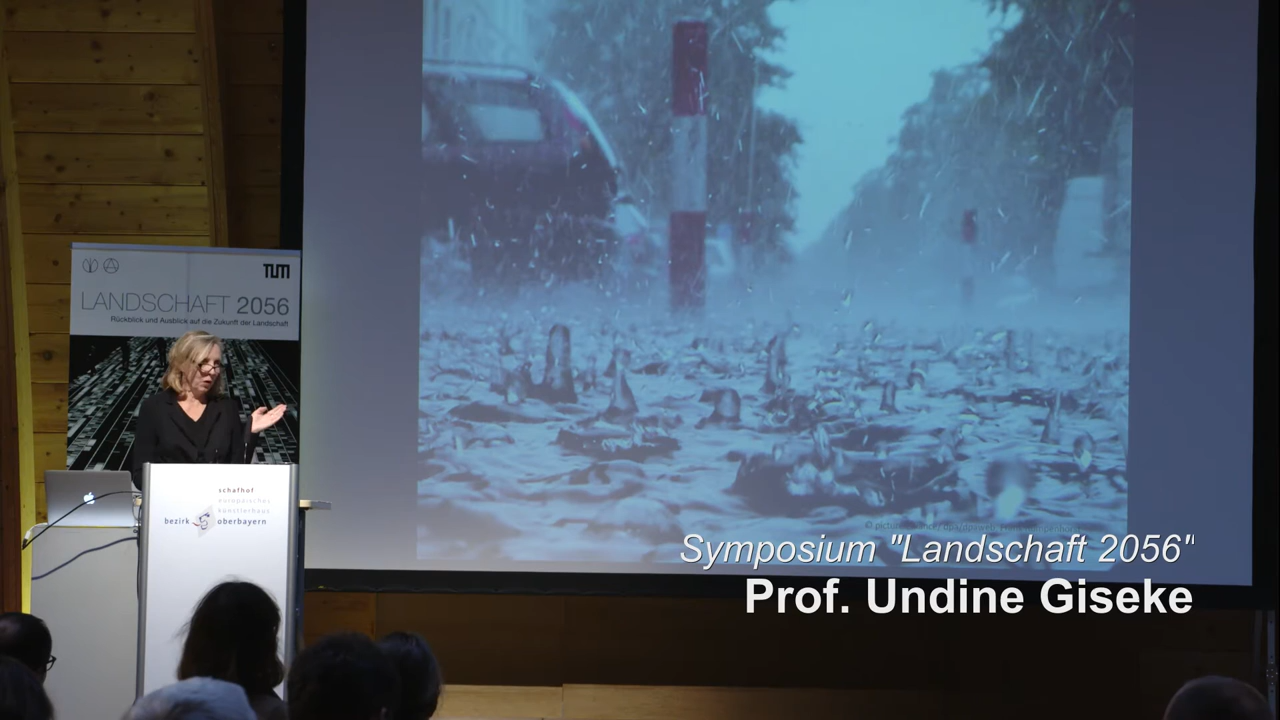 TUM
LANDSCHAFT 2056
Rückblick und Ausblick auf die Zukunft der Landschaft
schafhof
europäisches
künstlerhaus
bezirk oberbayern
Symposium "Landschaft 2056"
Prof. Undine Giseke